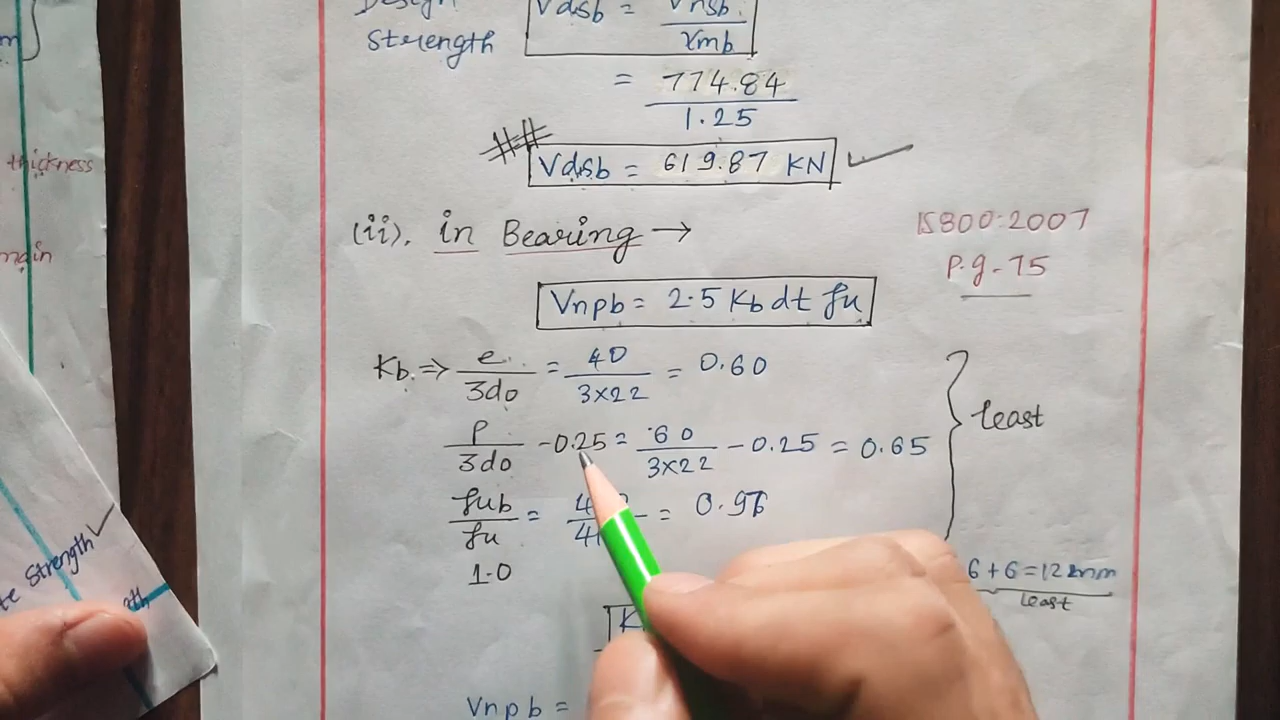 Design Vdsb = Vnsb
Strength γmb
= 774.84
1.25
## Vdsb = 619.87 KN ✓
thickness
main
(ii). in Bearing →
IS800:2007
P.g-75
Vnpb = 2.5 Kb dt fu
Kb ⇒ e/3do = 40/3×22 = 0.60
P/3do -0.25 = 60/3×22 - 0.25 = 0.65
least
fub/fu = = 0.96
1.0
6+6=12mm
least
Strength ✓
Vnpb =